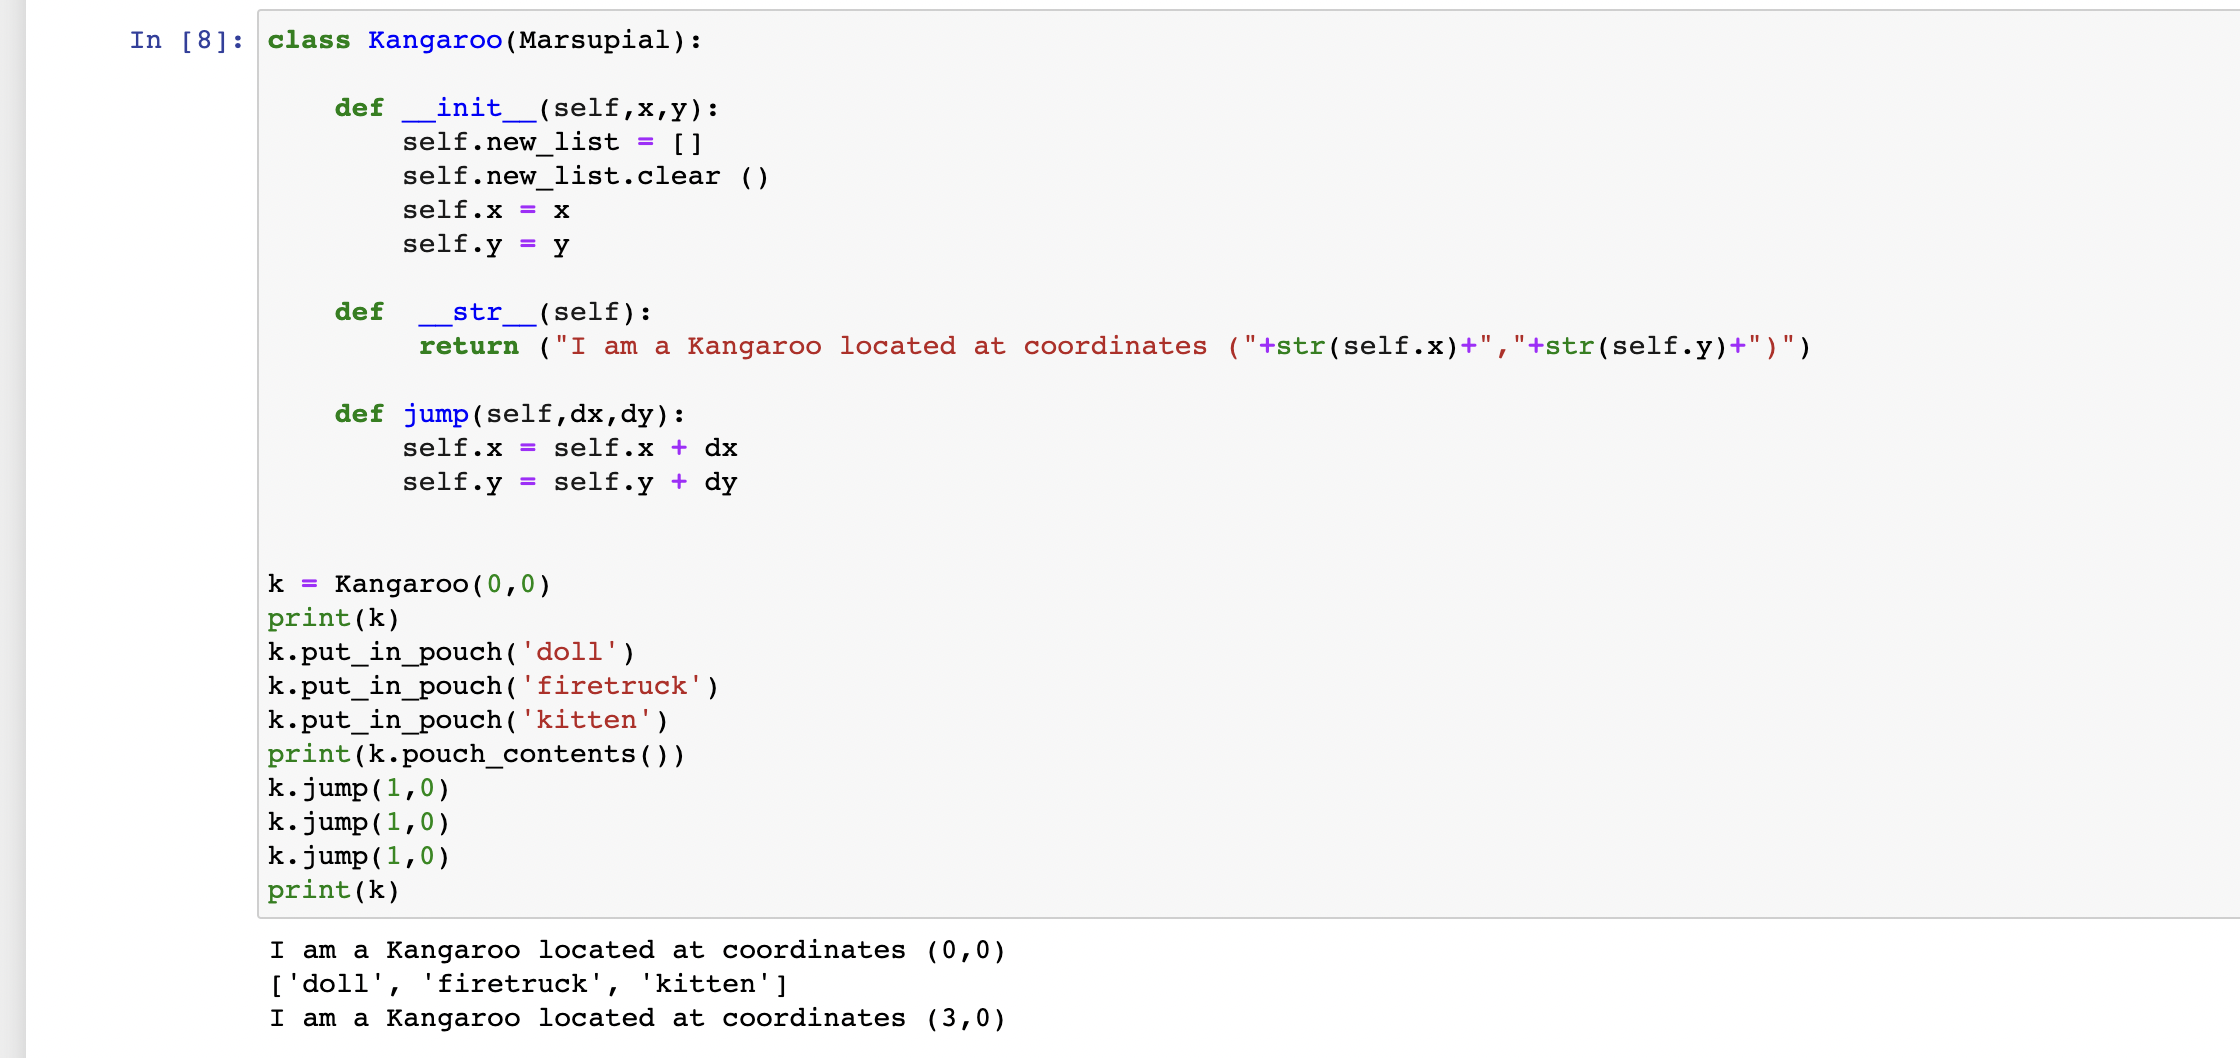 In [8]: class Kangaroo(Marsupial):
    def __init__(self,x,y):
        self.new_list = []
        self.new_list.clear ()
        self.x = x
        self.y = y
    def  __str__(self):
         return ("I am a Kangaroo located at coordinates ("+str(self.x)+","+str(self.y)+")")
    def jump(self,dx,dy):
        self.x = self.x + dx
        self.y = self.y + dy
k = Kangaroo(0,0)
print(k)
k.put_in_pouch('doll')
k.put_in_pouch('firetruck')
k.put_in_pouch('kitten')
print(k.pouch_contents())
k.jump(1,0)
k.jump(1,0)
k.jump(1,0)
print(k)
I am a Kangaroo located at coordinates (0,0)
['doll', 'firetruck', 'kitten']
I am a Kangaroo located at coordinates (3,0)